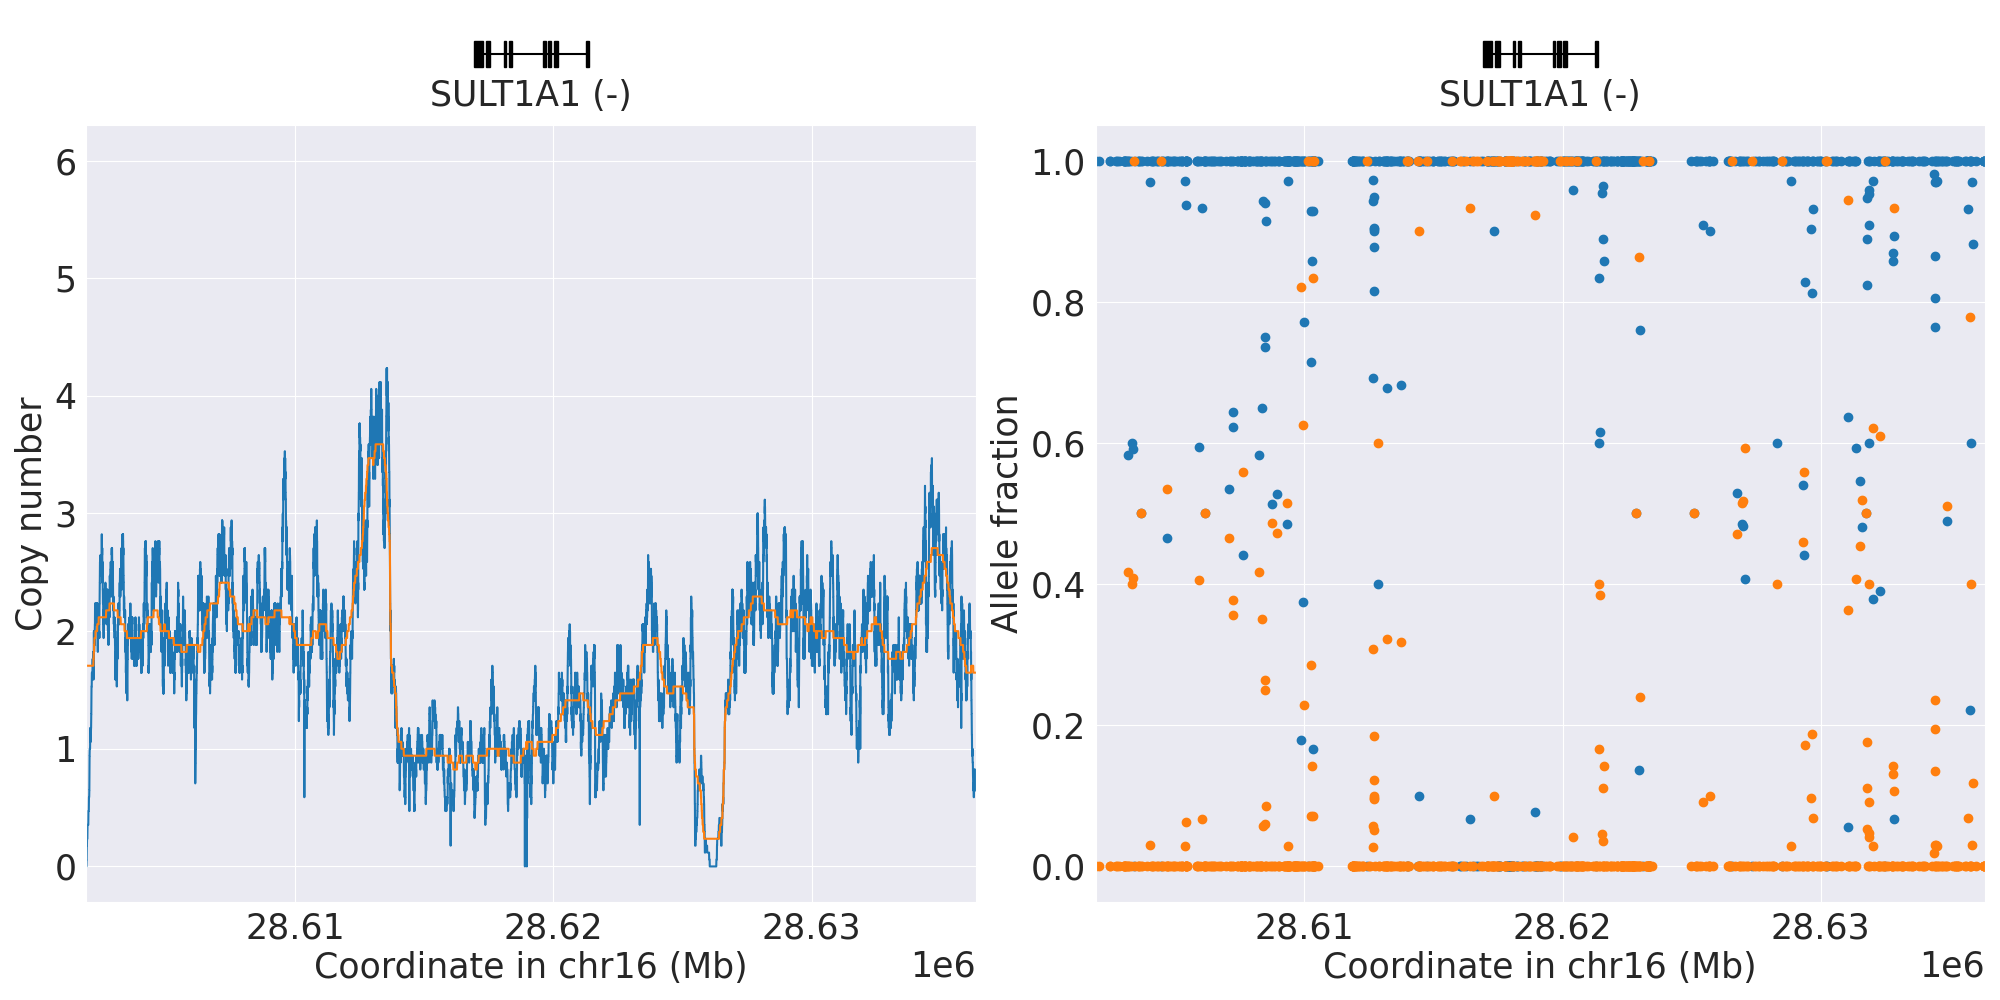 SULT1A1 (-)
6
5
4
3
2
1
0
Copy number
28.61
28.62
28.63
Coordinate in chr16 (Mb)
1e6
SULT1A1 (-)
1.0
0.8
0.6
0.4
0.2
0.0
Allele fraction
28.61
28.62
28.63
Coordinate in chr16 (Mb)
1e6